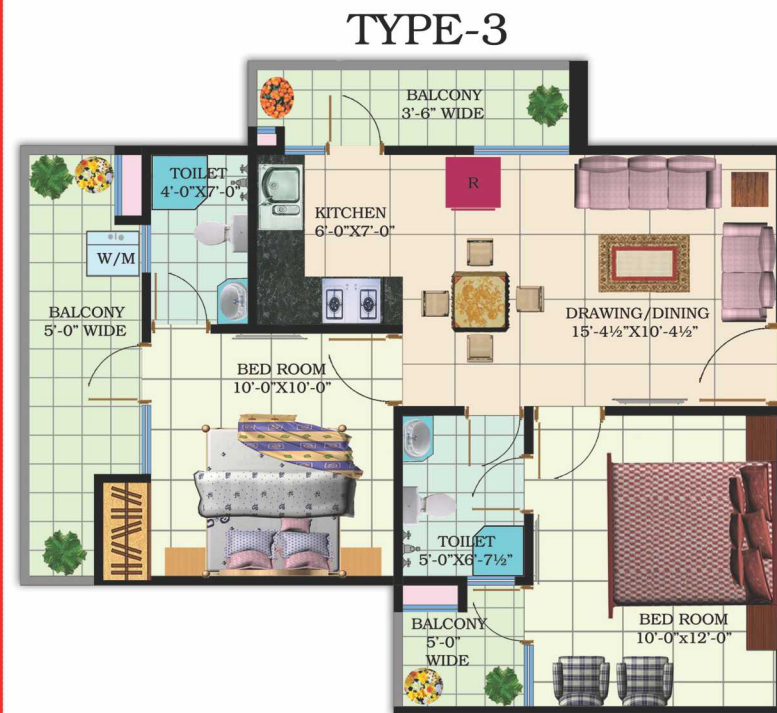 TYPE-3
BALCONY
3'-6" WIDE
TOILET
4'-0"X7'-0"
KITCHEN
6'-0"X7'-0"
R
W/M
BALCONY
5'-0" WIDE
DRAWING/DINING
15'-4½"X10'-4½"
BED ROOM
10'-0"X10'-0"
TOILET
5'-0"X6'-7½"
BALCONY
5'-0"
WIDE
BED ROOM
10'-0"x12'-0"